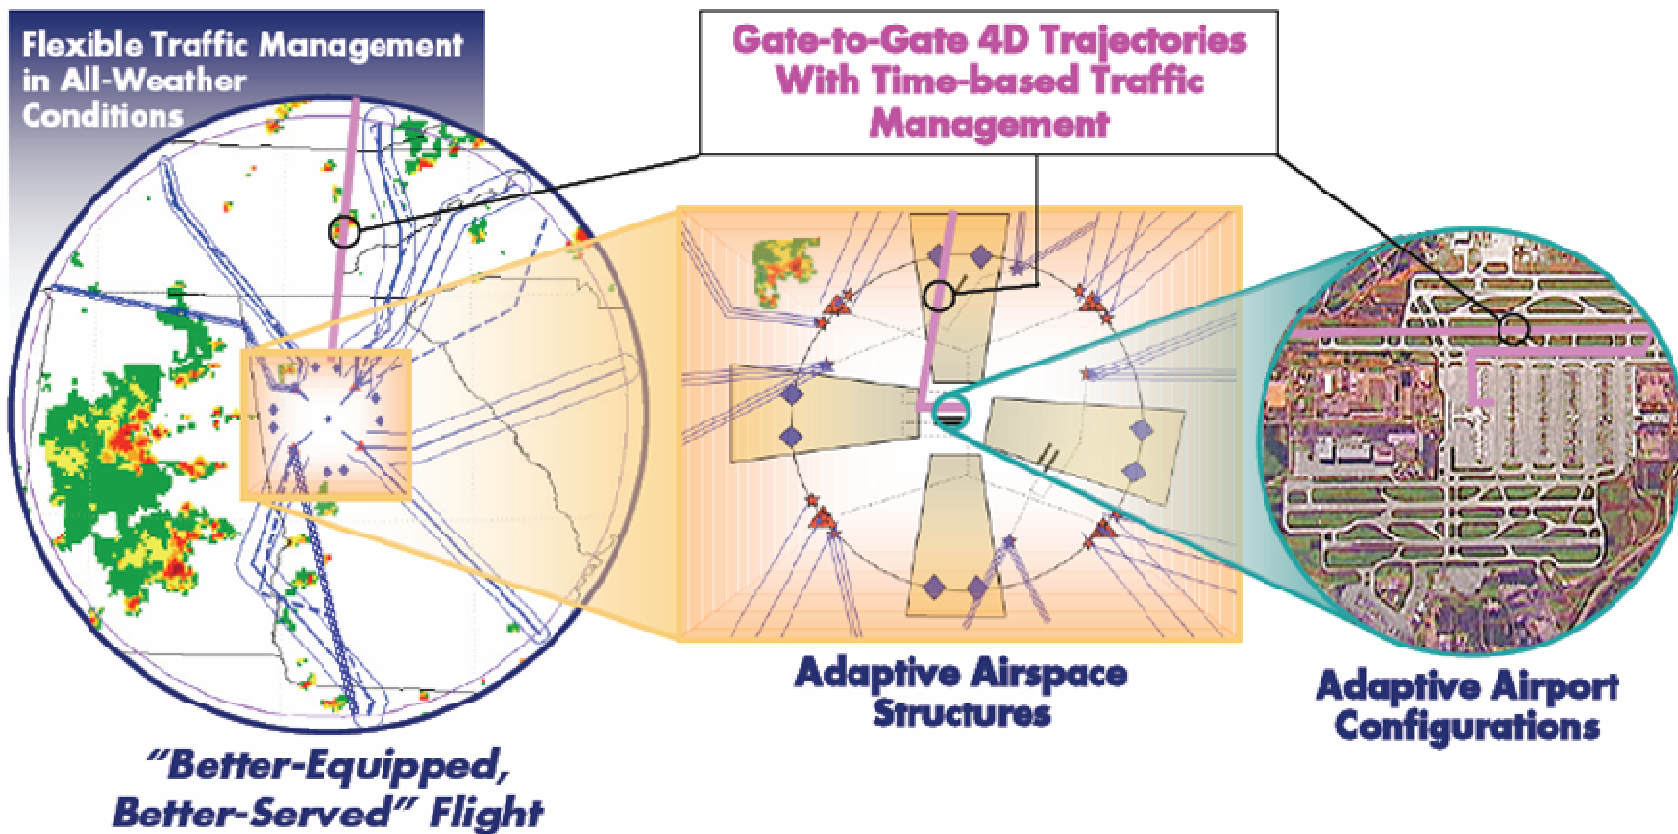 Flexible Traffic Management
in All-Weather
Conditions
Gate-to-Gate 4D Trajectories
With Time-based Traffic
Management
Adaptive Airspace
Structures
Adaptive Airport
Configurations
"Better-Equipped,
Better-Served" Flight